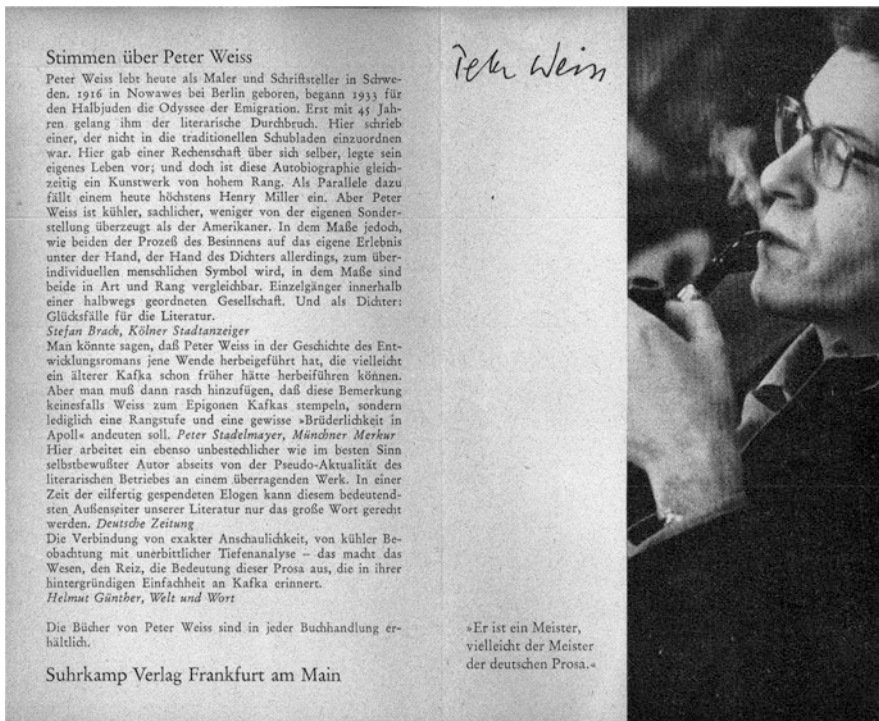 Stimmen über Peter Weiss
Peter Weiss lebt heute als Maler und Schriftsteller in Schwe-
den. 1916 in Nowawes bei Berlin geboren, begann 1933 für
den Halbjuden die Odyssee der Emigration. Erst mit 45 Jah-
ren gelang ihm der literarische Durchbruch. Hier schrieb
einer, der nicht in die traditionellen Schubladen einzuordnen
war. Hier gab einer Rechenschaft über sich selber, legte sein
eigenes Leben vor; und doch ist diese Autobiographie gleich-
zeitig ein Kunstwerk von hohem Rang. Als Parallele dazu
fällt einem heute höchstens Henry Miller ein. Aber Peter
Weiss ist kühler, sachlicher, weniger von der eigenen Sonder-
stellung überzeugt als der Amerikaner. In dem Maße jedoch,
wie beiden der Prozeß des Besinnens auf das eigene Erlebnis
unter der Hand, der Hand des Dichters allerdings, zum über-
individuellen menschlichen Symbol wird, in dem Maße sind
beide in Art und Rang vergleichbar. Einzelgänger innerhalb
einer halbwegs geordneten Gesellschaft. Und als Dichter:
Glücksfälle für die Literatur.
Stefan Brack, Kölner Stadtanzeiger
Man könnte sagen, daß Peter Weiss in der Geschichte des Ent-
wicklungsromans jene Wende herbeigeführt hat, die vielleicht
ein älterer Kafka schon früher hätte herbeiführen können.
Aber man muß dann rasch hinzufügen, daß diese Bemerkung
keinesfalls Weiss zum Epigonen Kafkas stempeln, sondern
lediglich eine Rangstufe und eine gewisse »Brüderlichkeit in
Apoll« andeuten soll. Peter Stadelmayer, Münchner Merkur
Hier arbeitet ein ebenso unbestechlicher wie im besten Sinn
selbstbewußter Autor abseits von der Pseudo-Aktualität des
literarischen Betriebes an einem überragenden Werk. In einer
Zeit der eilfertig gespendeten Elogen kann diesem bedeutend-
sten Außenseiter unserer Literatur nur das große Wort gerecht
werden. Deutsche Zeitung
Die Verbindung von exakter Anschaulichkeit, von kühler Be-
obachtung mit unerbittlicher Tiefenanalyse – das macht das
Wesen, den Reiz, die Bedeutung dieser Prosa aus, die in ihrer
hintergründigen Einfachheit an Kafka erinnert.
Helmut Günther, Welt und Wort
Die Bücher von Peter Weiss sind in jeder Buchhandlung er-
hältlich.
Suhrkamp Verlag Frankfurt am Main
Peter Weiss
»Er ist ein Meister,
vielleicht der Meister
der deutschen Prosa.«